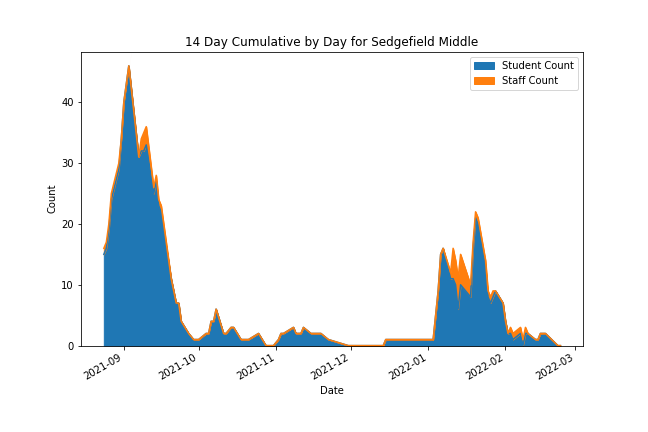 14 Day Cumulative by Day for Sedgefield Middle
Student Count
Staff Count
Count
40
30
20
10
0
2021-09
2021-10
2021-11
2021-12
2022-01
2022-02
2022-03
Date